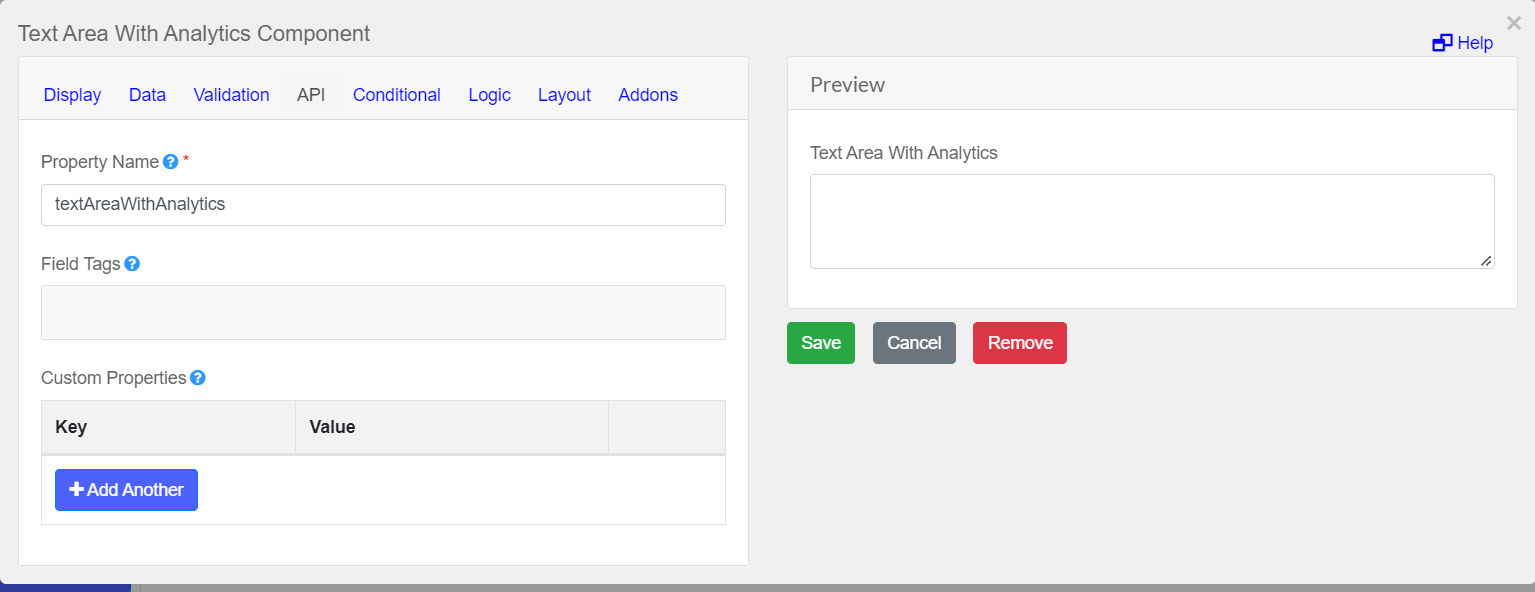 Text Area With Analytics Component
×
Help
Display Data Validation API Conditional Logic Layout Addons
Property Name ? *
textAreaWithAnalytics
Field Tags ?
Custom Properties ?
Key Value
+ Add Another
Preview
Text Area With Analytics
Save Cancel Remove